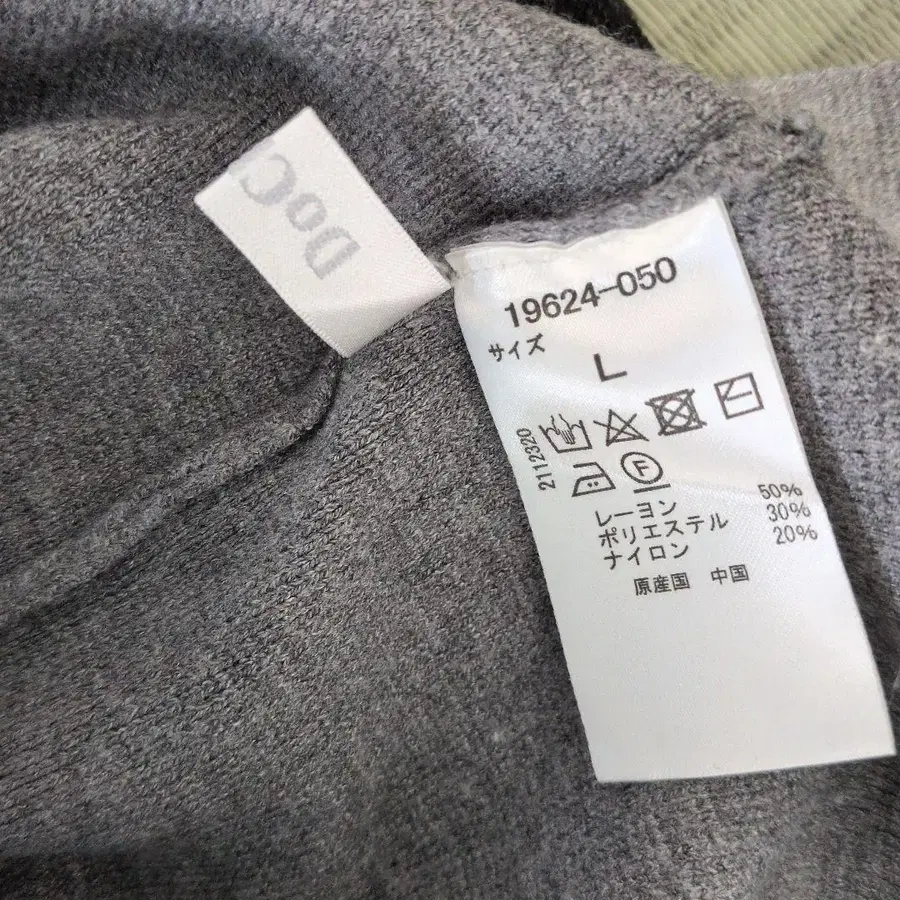 DoC
19624-050
サイズ
L
2112320
F
レーヨン 50%
ポリエステル 30%
ナイロン 20%
原産国 中国